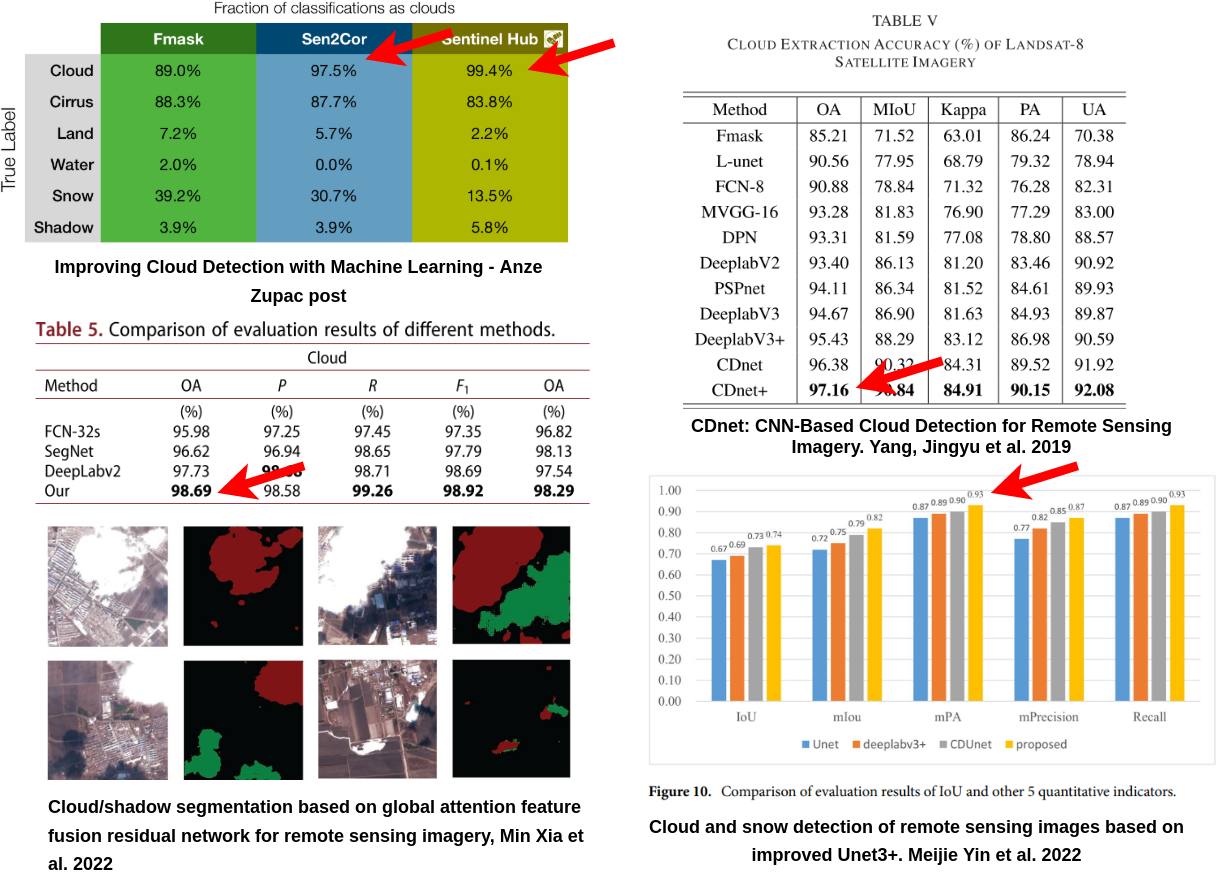 Fraction of classifications as clouds
Fmask Sen2Cor Sentinel Hub
True Label
Cloud 89.0% 97.5% 99.4%
Cirrus 88.3% 87.7% 83.8%
Land 7.2% 5.7% 2.2%
Water 2.0% 0.0% 0.1%
Snow 39.2% 30.7% 13.5%
Shadow 3.9% 3.9% 5.8%
Improving Cloud Detection with Machine Learning - Anze
Zupac post
Table 5. Comparison of evaluation results of different methods.
Cloud
Method OA P R F1 OA
(%) (%) (%) (%) (%)
FCN-32s 95.98 97.25 97.45 97.35 96.82
SegNet 96.62 96.94 98.65 97.79 98.13
DeepLabv2 97.73 98.71 98.69 97.54
Our 98.69 98.58 99.26 98.92 98.29
Cloud/shadow segmentation based on global attention feature
fusion residual network for remote sensing imagery, Min Xia et
al. 2022
TABLE V
CLOUD EXTRACTION ACCURACY (%) OF LANDSAT-8
SATELLITE IMAGERY
Method OA MIoU Kappa PA UA
Fmask 85.21 71.52 63.01 86.24 70.38
L-unet 90.56 77.95 68.79 79.32 78.94
FCN-8 90.88 78.84 71.32 76.28 82.31
MVGG-16 93.28 81.83 76.90 77.29 83.00
DPN 93.31 81.59 77.08 78.80 88.57
DeeplabV2 93.40 86.13 81.20 83.46 90.92
PSPnet 94.11 86.34 81.52 84.61 89.93
DeeplabV3 94.67 86.90 81.63 84.93 89.87
DeeplabV3+ 95.43 88.29 83.12 86.98 90.59
CDnet 96.38 90.32 84.31 89.52 91.92
CDnet+ 97.16 90.84 84.91 90.15 92.08
CDnet: CNN-Based Cloud Detection for Remote Sensing
Imagery. Yang, Jingyu et al. 2019
1.00
0.90
0.80
0.70
0.60
0.50
0.40
0.30
0.20
0.10
0.00
0.67 0.69 0.73 0.74
0.72 0.75 0.79 0.82
0.87 0.89 0.90 0.93
0.77 0.82 0.85 0.87
0.87 0.89 0.90 0.93
IoU mIou mPA mPrecision Recall
Unet deeplabv3+ CDUnet proposed
Figure 10. Comparison of evaluation results of IoU and other 5 quantitative indicators.
Cloud and snow detection of remote sensing images based on
improved Unet3+. Meijie Yin et al. 2022